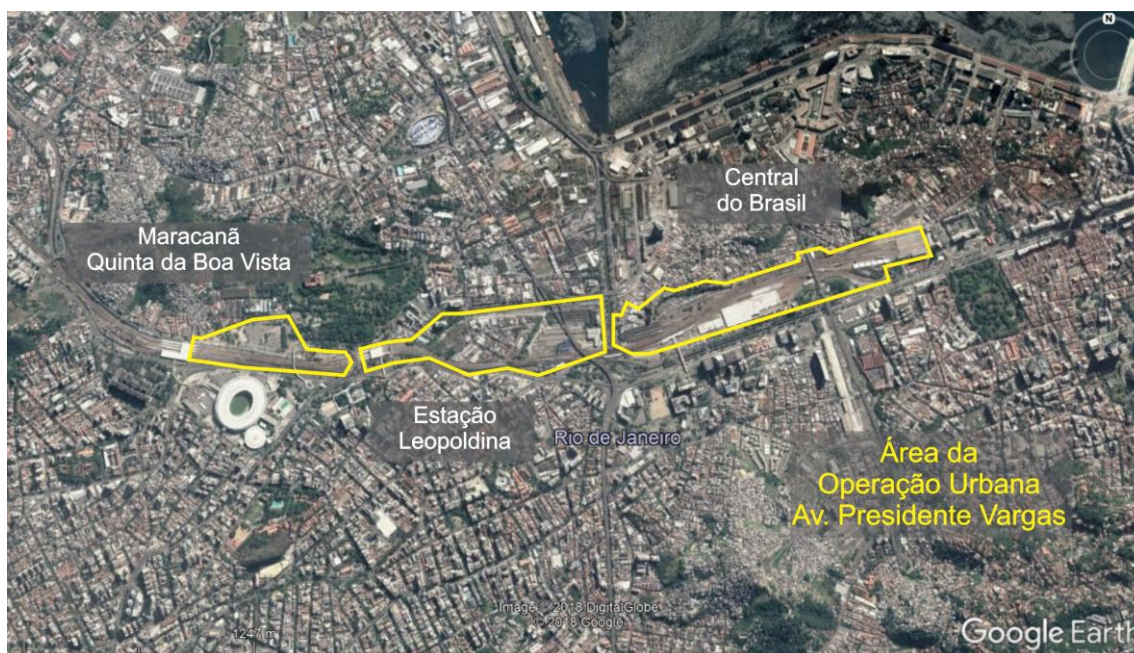 N
Central
do Brasil
Maracanã
Quinta da Boa Vista
Estação
Leopoldina
Rio de Janeiro
Área da
Operação Urbana
Av. Presidente Vargas
Image © 2018 DigitalGlobe
© 2018 Google
1247 m
Google Earth